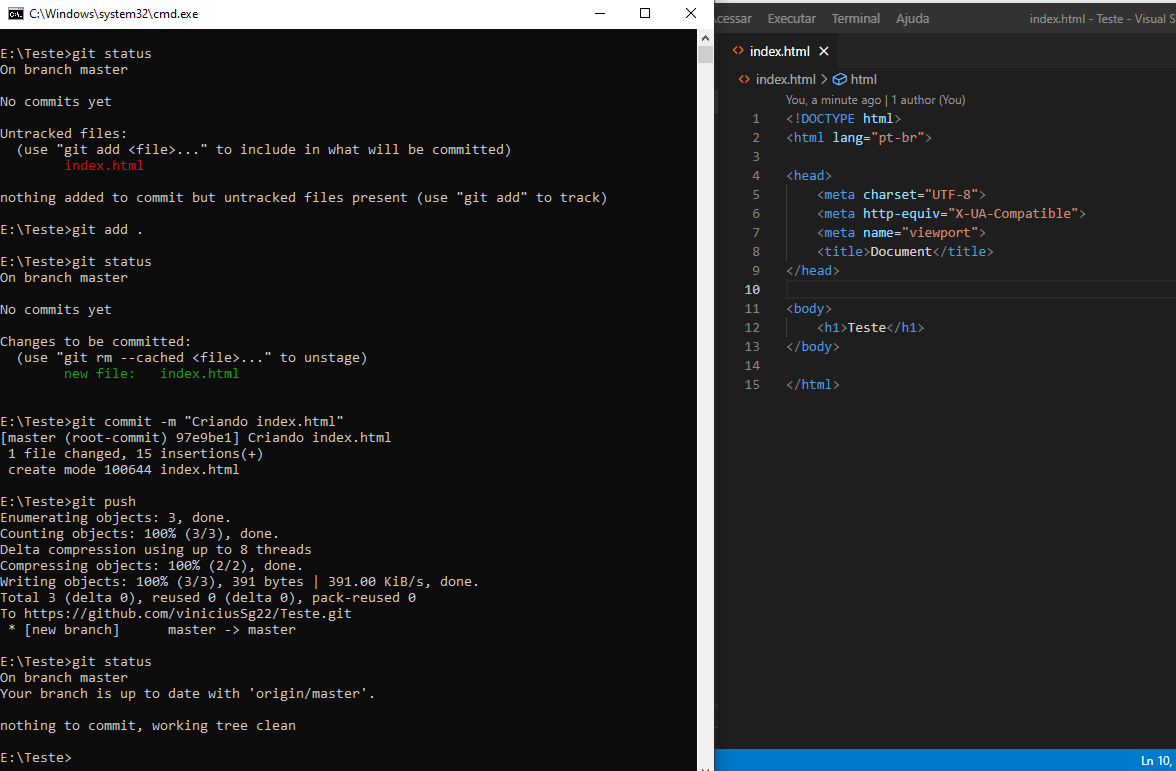 C:\Windows\system32\cmd.exe
E:\Teste>git status
On branch master
No commits yet
Untracked files:
  (use "git add <file>..." to include in what will be committed)
        index.html
nothing added to commit but untracked files present (use "git add" to track)
E:\Teste>git add .
E:\Teste>git status
On branch master
No commits yet
Changes to be committed:
  (use "git rm --cached <file>..." to unstage)
        new file:   index.html
E:\Teste>git commit -m "Criando index.html"
[master (root-commit) 97e9be1] Criando index.html
 1 file changed, 15 insertions(+)
 create mode 100644 index.html
E:\Teste>git push
Enumerating objects: 3, done.
Counting objects: 100% (3/3), done.
Delta compression using up to 8 threads
Compressing objects: 100% (2/2), done.
Writing objects: 100% (3/3), 391 bytes | 391.00 KiB/s, done.
Total 3 (delta 0), reused 0 (delta 0), pack-reused 0
To https://github.com/viniciusSg22/Teste.git
 * [new branch]      master -> master
E:\Teste>git status
On branch master
Your branch is up to date with 'origin/master'.
nothing to commit, working tree clean
E:\Teste>
cessar Executar Terminal Ajuda index.html - Teste - Visual S
<> index.html ×
<> index.html > html
You, a minute ago | 1 author (You)
1 <!DOCTYPE html>
2 <html lang="pt-br">
3
4 <head>
5     <meta charset="UTF-8">
6     <meta http-equiv="X-UA-Compatible">
7     <meta name="viewport">
8     <title>Document</title>
9 </head>
10
11 <body>
12     <h1>Teste</h1>
13 </body>
14
15 </html>
Ln 10,